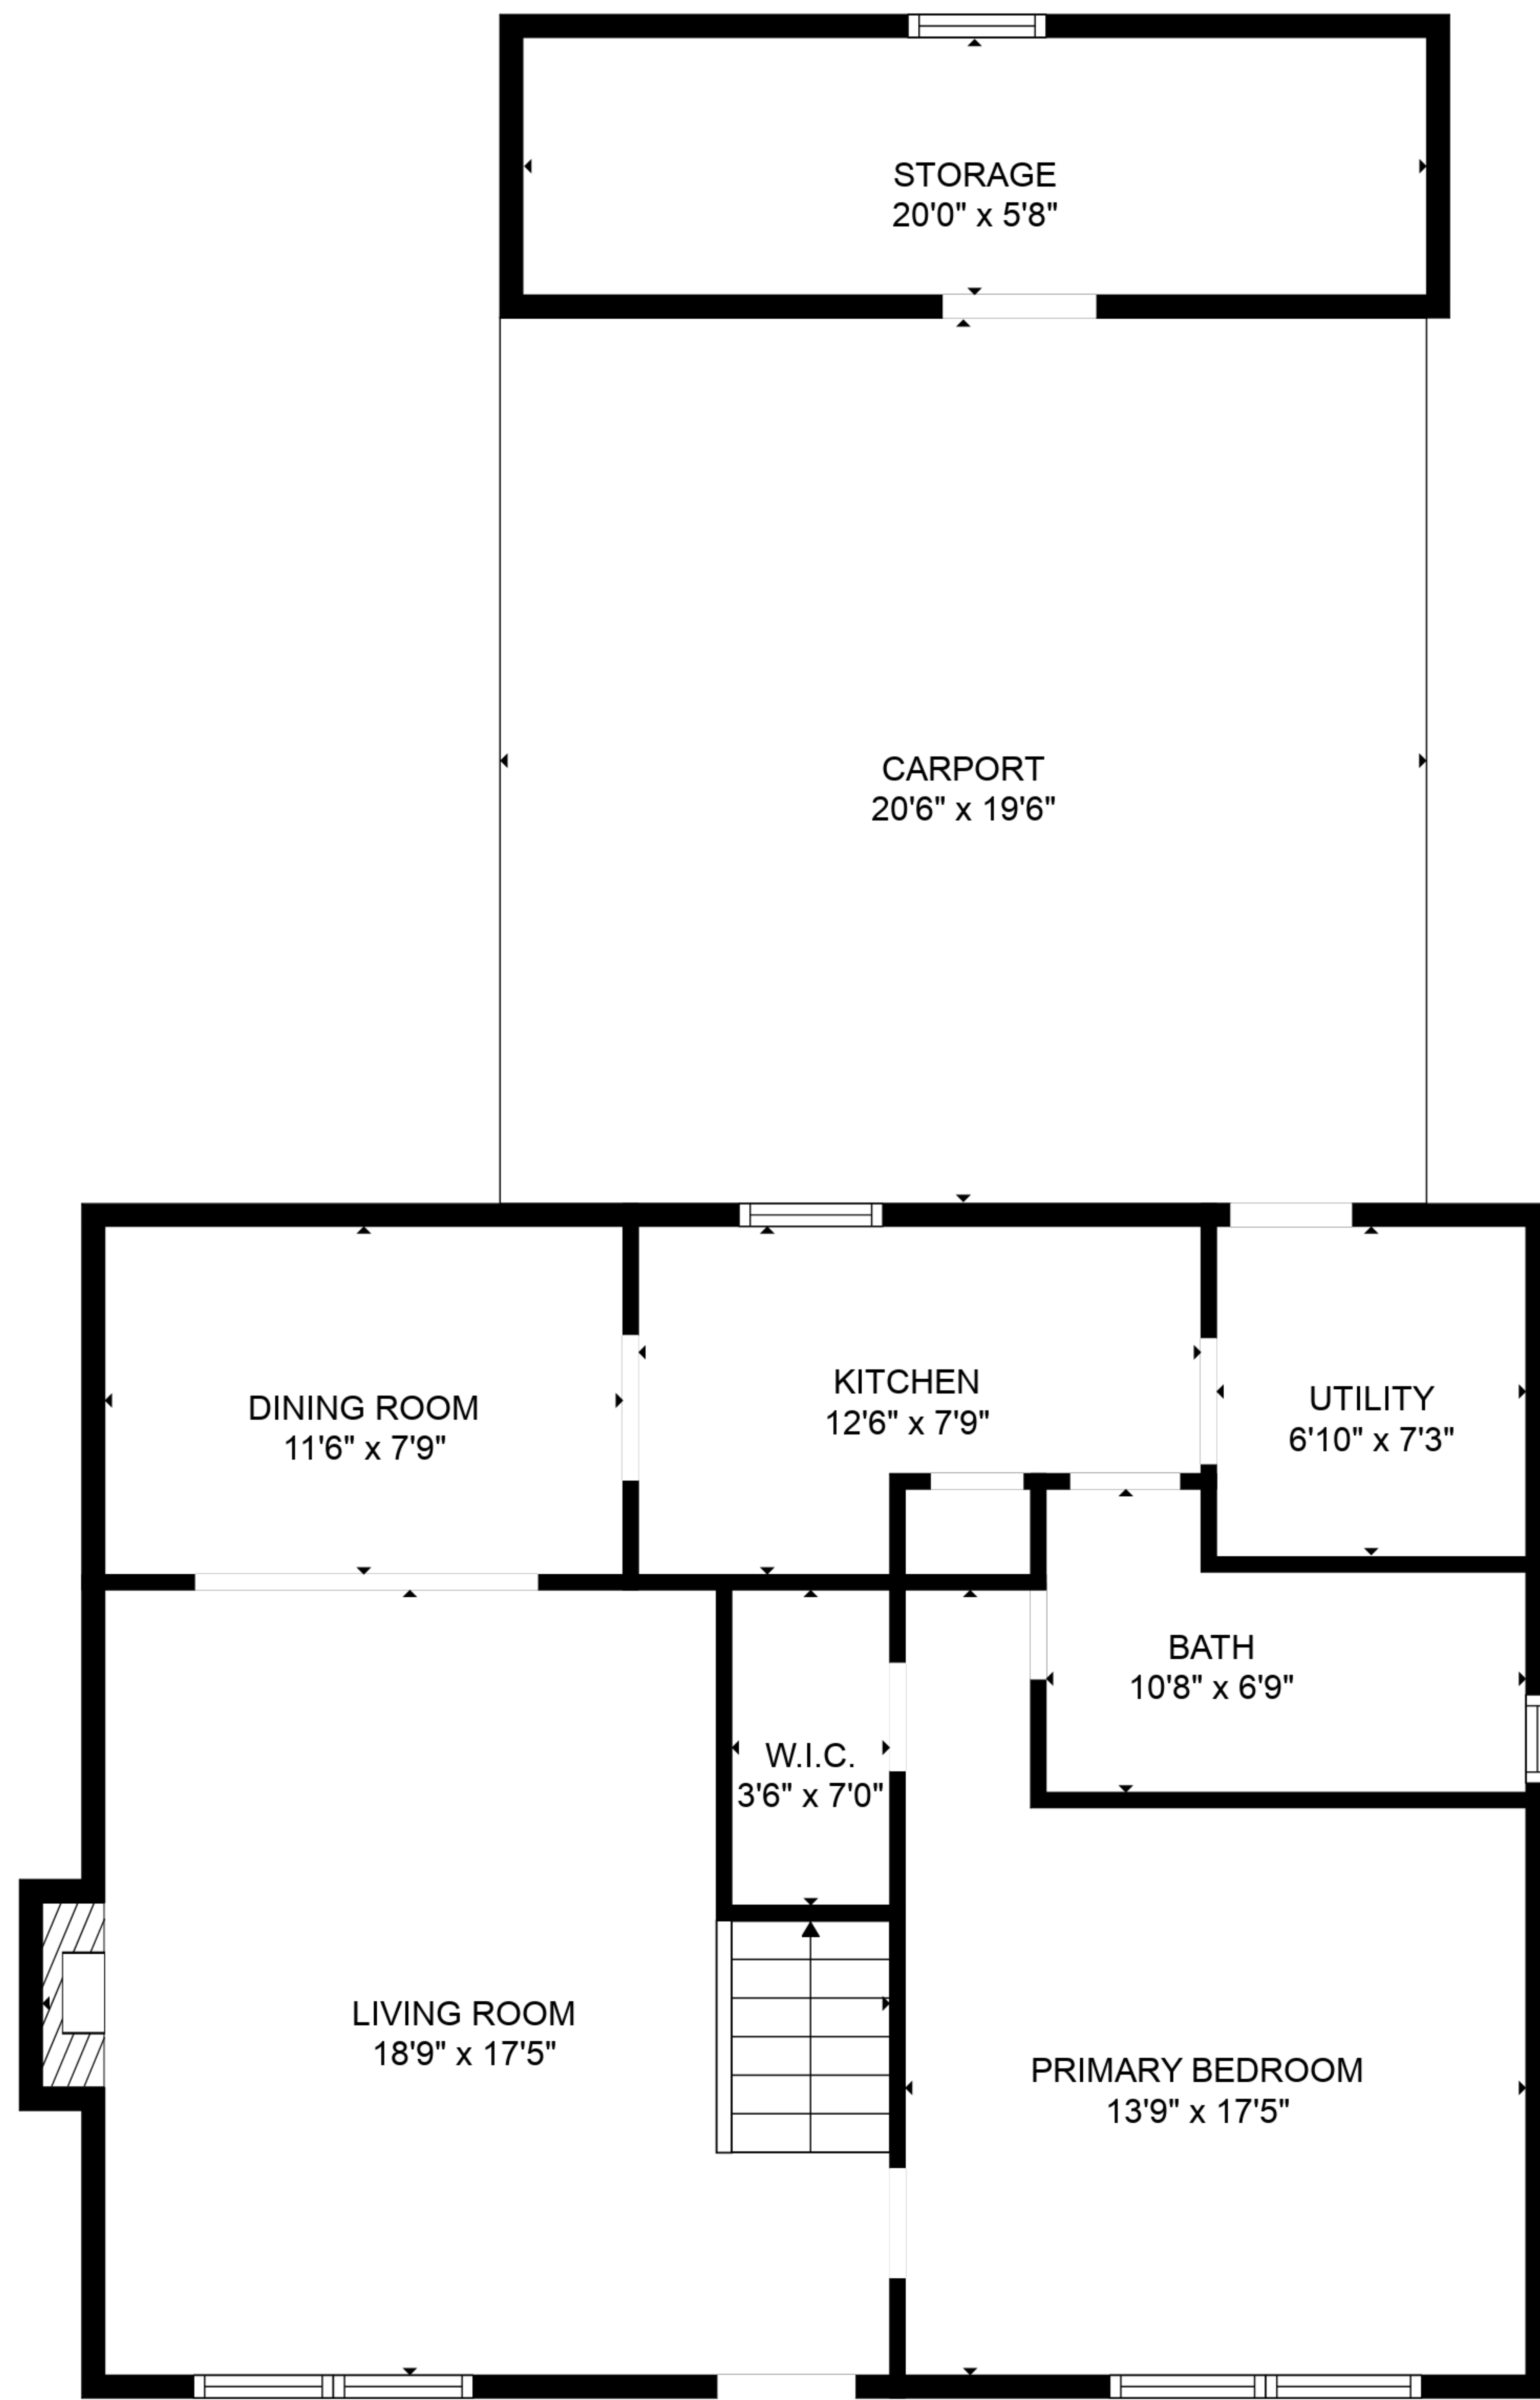 STORAGE
20'0" x 5'8"
CARPORT
20'6" x 19'6"
DINING ROOM
11'6" x 7'9"
KITCHEN
12'6" x 7'9"
UTILITY
6'10" x 7'3"
BATH
10'8" x 6'9"
W.I.C.
3'6" x 7'0"
LIVING ROOM
18'9" x 17'5"
PRIMARY BEDROOM
13'9" x 17'5"